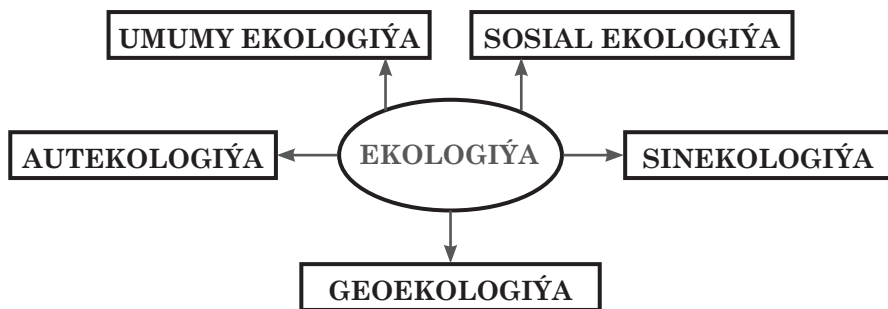 UMUMY EKOLOGIÝA
SOSIAL EKOLOGIÝA
AUTEKOLOGIÝA
EKOLOGIÝA
SINEKOLOGIÝA
GEOEKOLOGIÝA